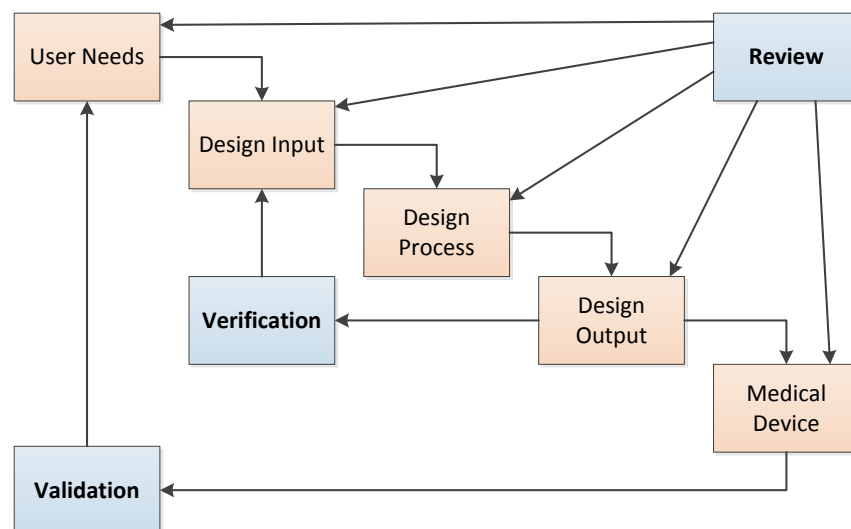 User Needs
Review
Design Input
Design
Process
Verification
Design
Output
Medical
Device
Validation